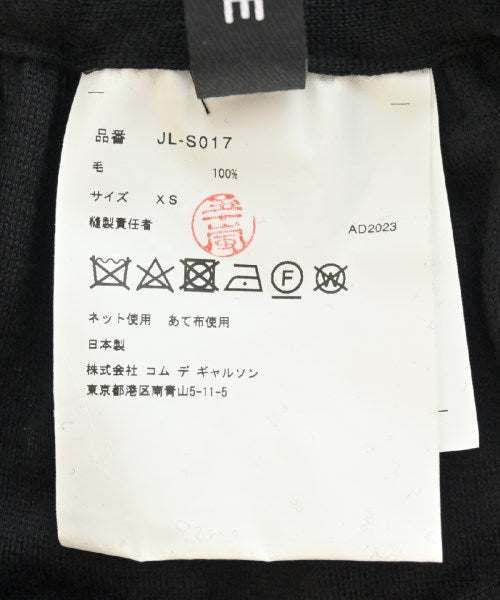 E
品番 JL-S017
毛 100%
サイズ XS
縫製責任者 AD2023
F
W
ネット使用 あて布使用
日本製
株式会社 コム デ ギャルソン
東京都港区南青山5-11-5